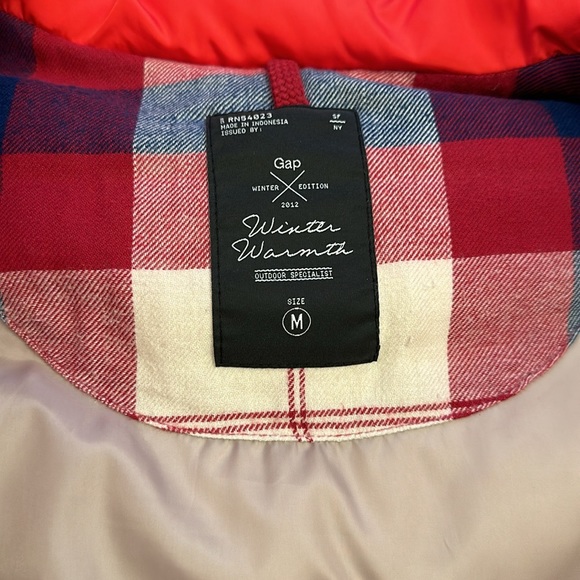 R RN54023
MADE IN INDONESIA
ISSUED BY:
SF
NY
Gap
WINTER EDITION
2012
Winter
Warmth
OUTDOOR SPECIALIST
SIZE
M